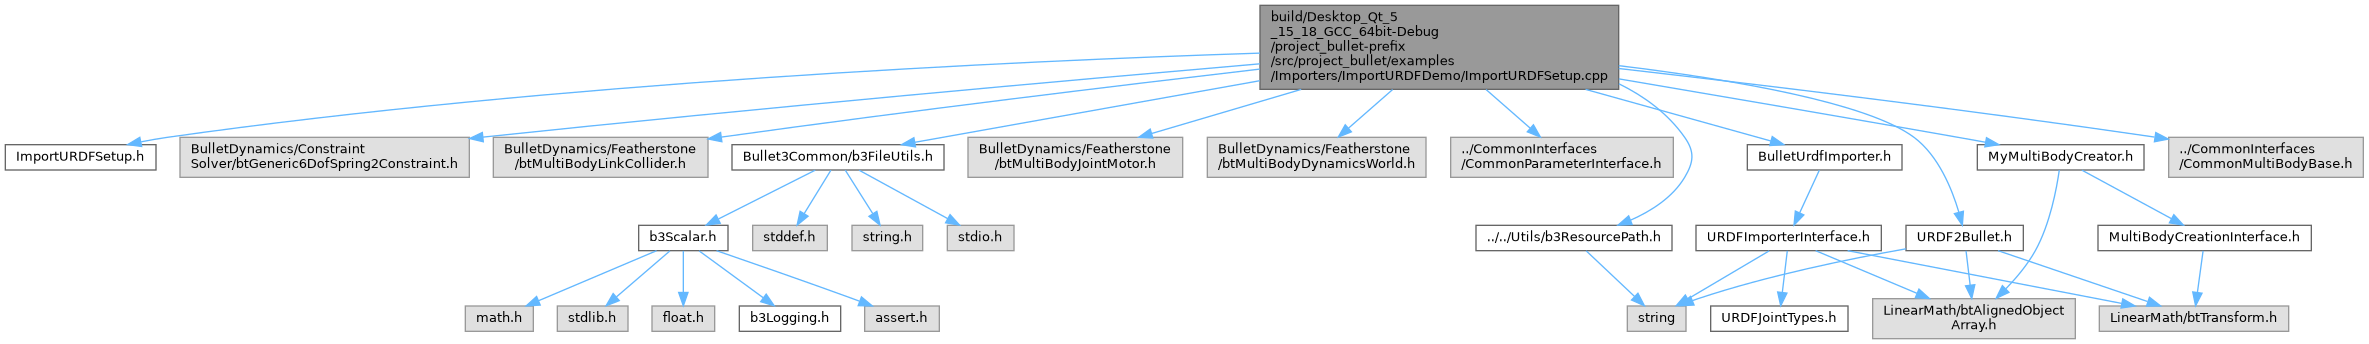 build/Desktop_Qt_5
_15_18_GCC_64bit-Debug
/project_bullet-prefix
/src/project_bullet/examples
/Importers/ImportURDFDemo/ImportURDFSetup.cpp
ImportURDFSetup.h
BulletDynamics/Constraint
Solver/btGeneric6DofSpring2Constraint.h
BulletDynamics/Featherstone
/btMultiBodyLinkCollider.h
Bullet3Common/b3FileUtils.h
BulletDynamics/Featherstone
/btMultiBodyJointMotor.h
BulletDynamics/Featherstone
/btMultiBodyDynamicsWorld.h
../CommonInterfaces
/CommonParameterInterface.h
BulletUrdfImporter.h
MyMultiBodyCreator.h
../CommonInterfaces
/CommonMultiBodyBase.h
b3Scalar.h
stddef.h
string.h
stdio.h
../../Utils/b3ResourcePath.h
URDFImporterInterface.h
URDF2Bullet.h
MultiBodyCreationInterface.h
math.h
stdlib.h
float.h
b3Logging.h
assert.h
string
URDFJointTypes.h
LinearMath/btAlignedObject
Array.h
LinearMath/btTransform.h